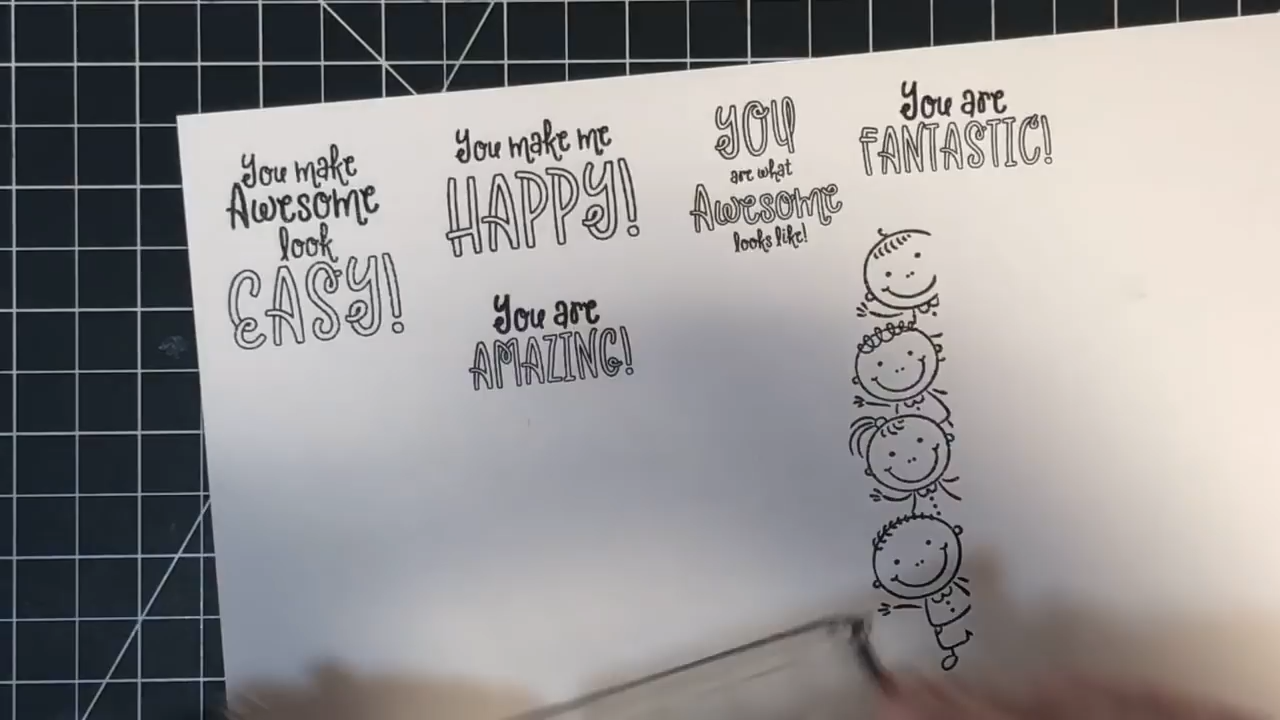 You make
Awesome
look
EASY!
You make me
HAPPY!
You are
AMAZING!
YOU
are what
Awesome
looks like!
You are
FANTASTIC!